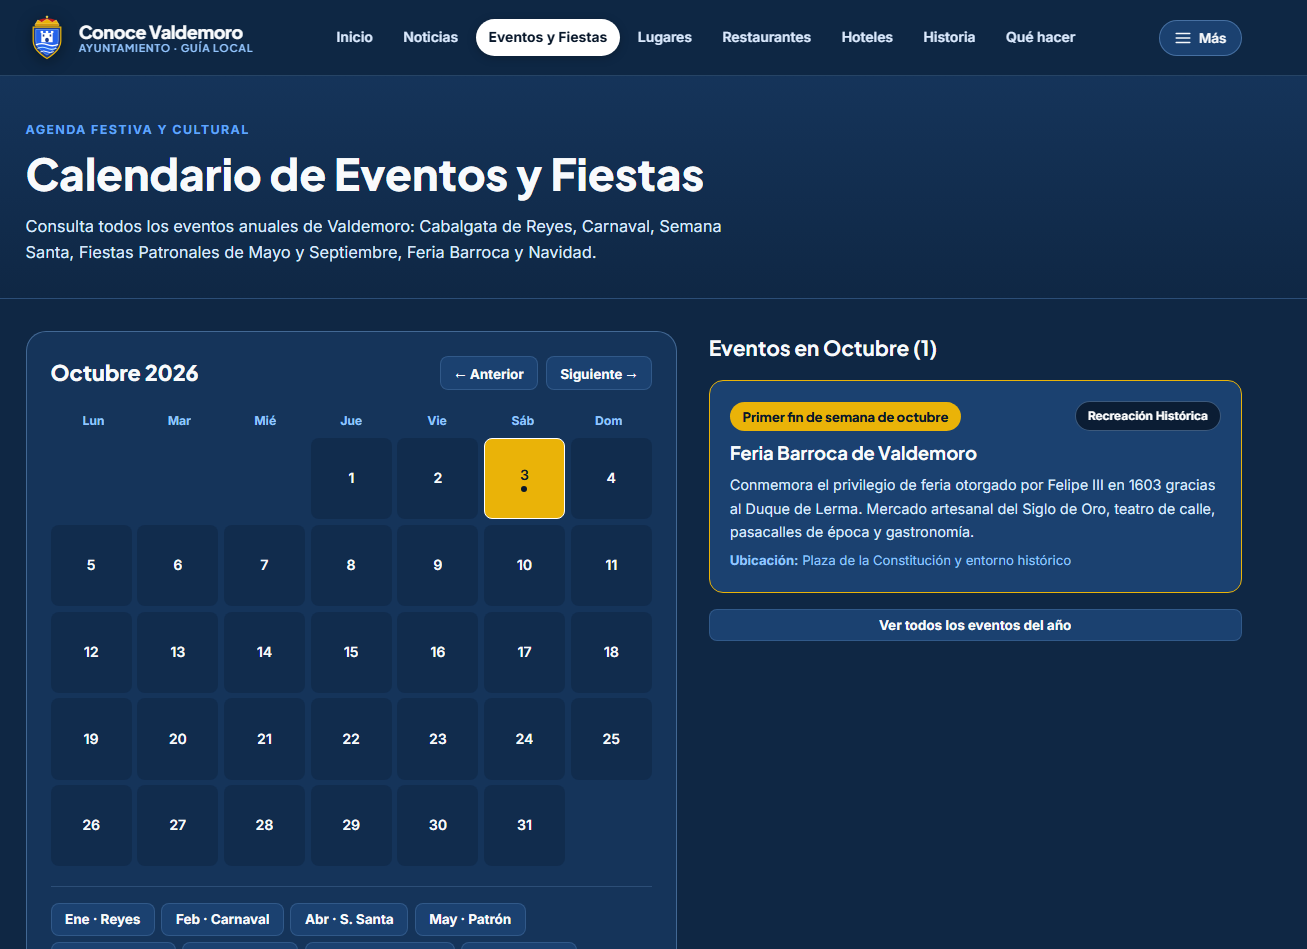 Conoce Valdemoro
AYUNTAMIENTO · GUÍA LOCAL
Inicio
Noticias
Eventos y Fiestas
Lugares
Restaurantes
Hoteles
Historia
Qué hacer
Más
AGENDA FESTIVA Y CULTURAL
Calendario de Eventos y Fiestas
Consulta todos los eventos anuales de Valdemoro: Cabalgata de Reyes, Carnaval, Semana
Santa, Fiestas Patronales de Mayo y Septiembre, Feria Barroca y Navidad.
Octubre 2026
← Anterior
Siguiente →
Lun Mar Mié Jue Vie Sáb Dom
1 2 3 4
5 6 7 8 9 10 11
12 13 14 15 16 17 18
19 20 21 22 23 24 25
26 27 28 29 30 31
Ene · Reyes
Feb · Carnaval
Abr · S. Santa
May · Patrón
Eventos en Octubre (1)
Primer fin de semana de octubre
Recreación Histórica
Feria Barroca de Valdemoro
Conmemora el privilegio de feria otorgado por Felipe III en 1603 gracias
al Duque de Lerma. Mercado artesanal del Siglo de Oro, teatro de calle,
pasacalles de época y gastronomía.
Ubicación: Plaza de la Constitución y entorno histórico
Ver todos los eventos del año